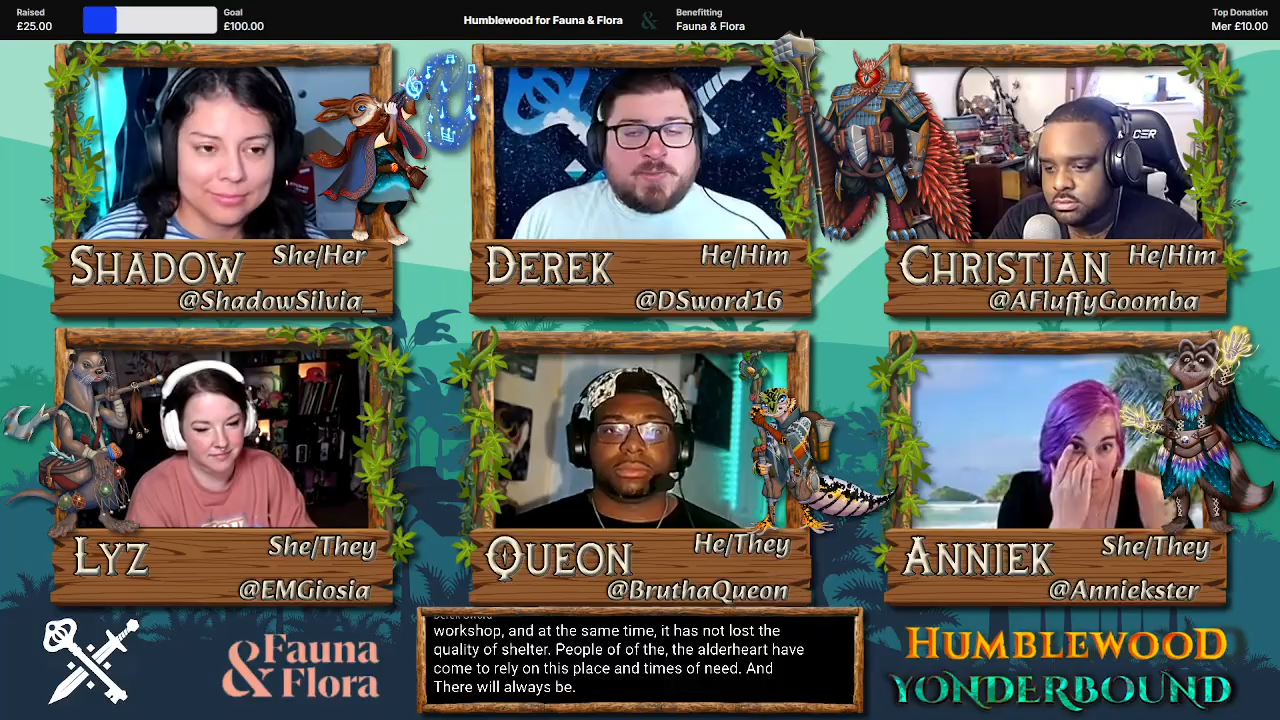 Raised
£25.00
Goal
£100.00
Humblewood for Fauna & Flora
&
Benefitting
Fauna & Flora
Top Donation
Mer £10.00
SHADOW
She/Her
@ShadowSilvia_
DEREK
He/Him
@DSword16
CHRISTIAN
He/Him
@AFluffyGoomba
LYZ
She/They
@EMGiosia
QUEON
He/They
@BruthaQueon
ANNIEK
She/They
@Anniekster
Fauna
& Flora
Derek Sword
workshop, and at the same time, it has not lost the
quality of shelter. People of of the, the alderheart have
come to rely on this place and times of need. And
There will always be.
HUMBLEWOOD
YONDERBOUND